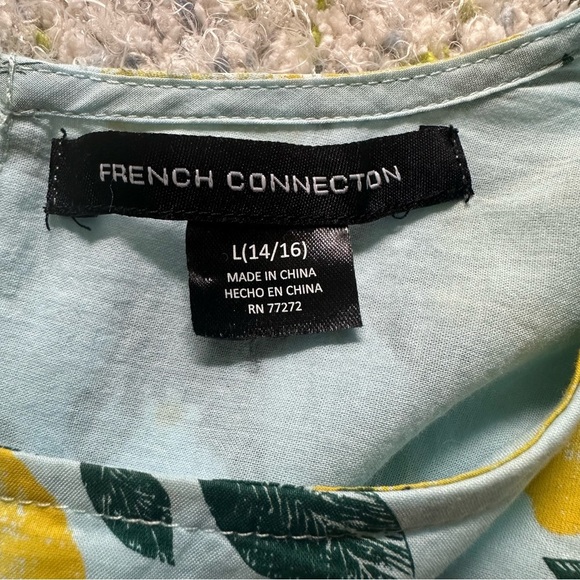 FRENCH CONNECTON
L(14/16)
MADE IN CHINA
HECHO EN CHINA
RN 77272